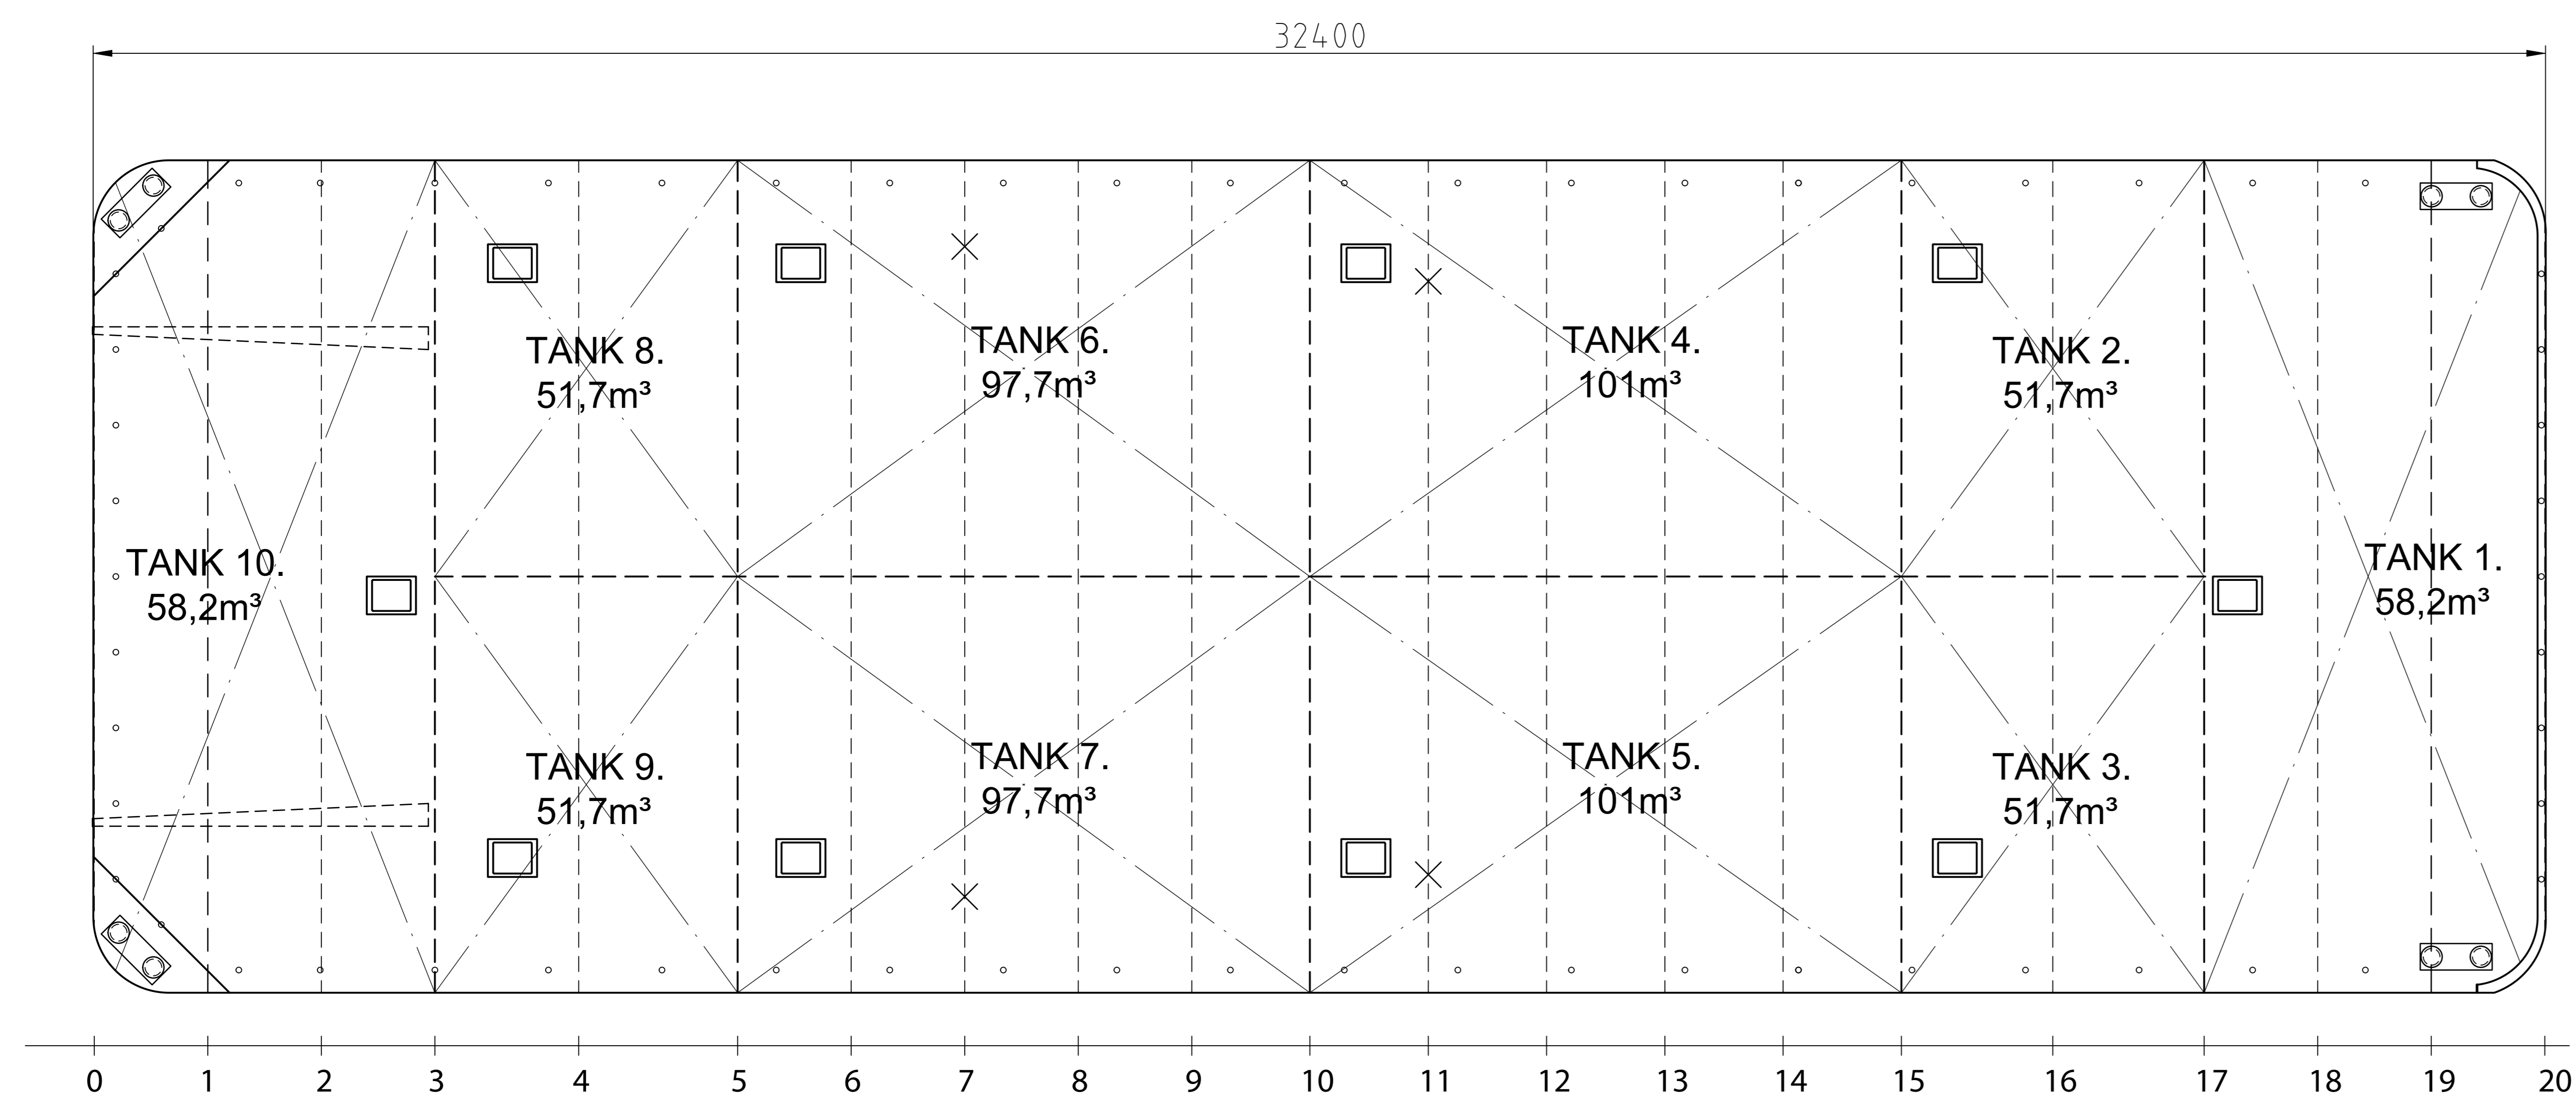 32400
TANK 8.
51,7m³
TANK 6.
97,7m³
TANK 4.
101m³
TANK 2.
51,7m³
TANK 10.
58,2m³
TANK 1.
58,2m³
TANK 9.
51,7m³
TANK 7.
97,7m³
TANK 5.
101m³
TANK 3.
51,7m³
0 1 2 3 4 5 6 7 8 9 10 11 12 13 14 15 16 17 18 19 20